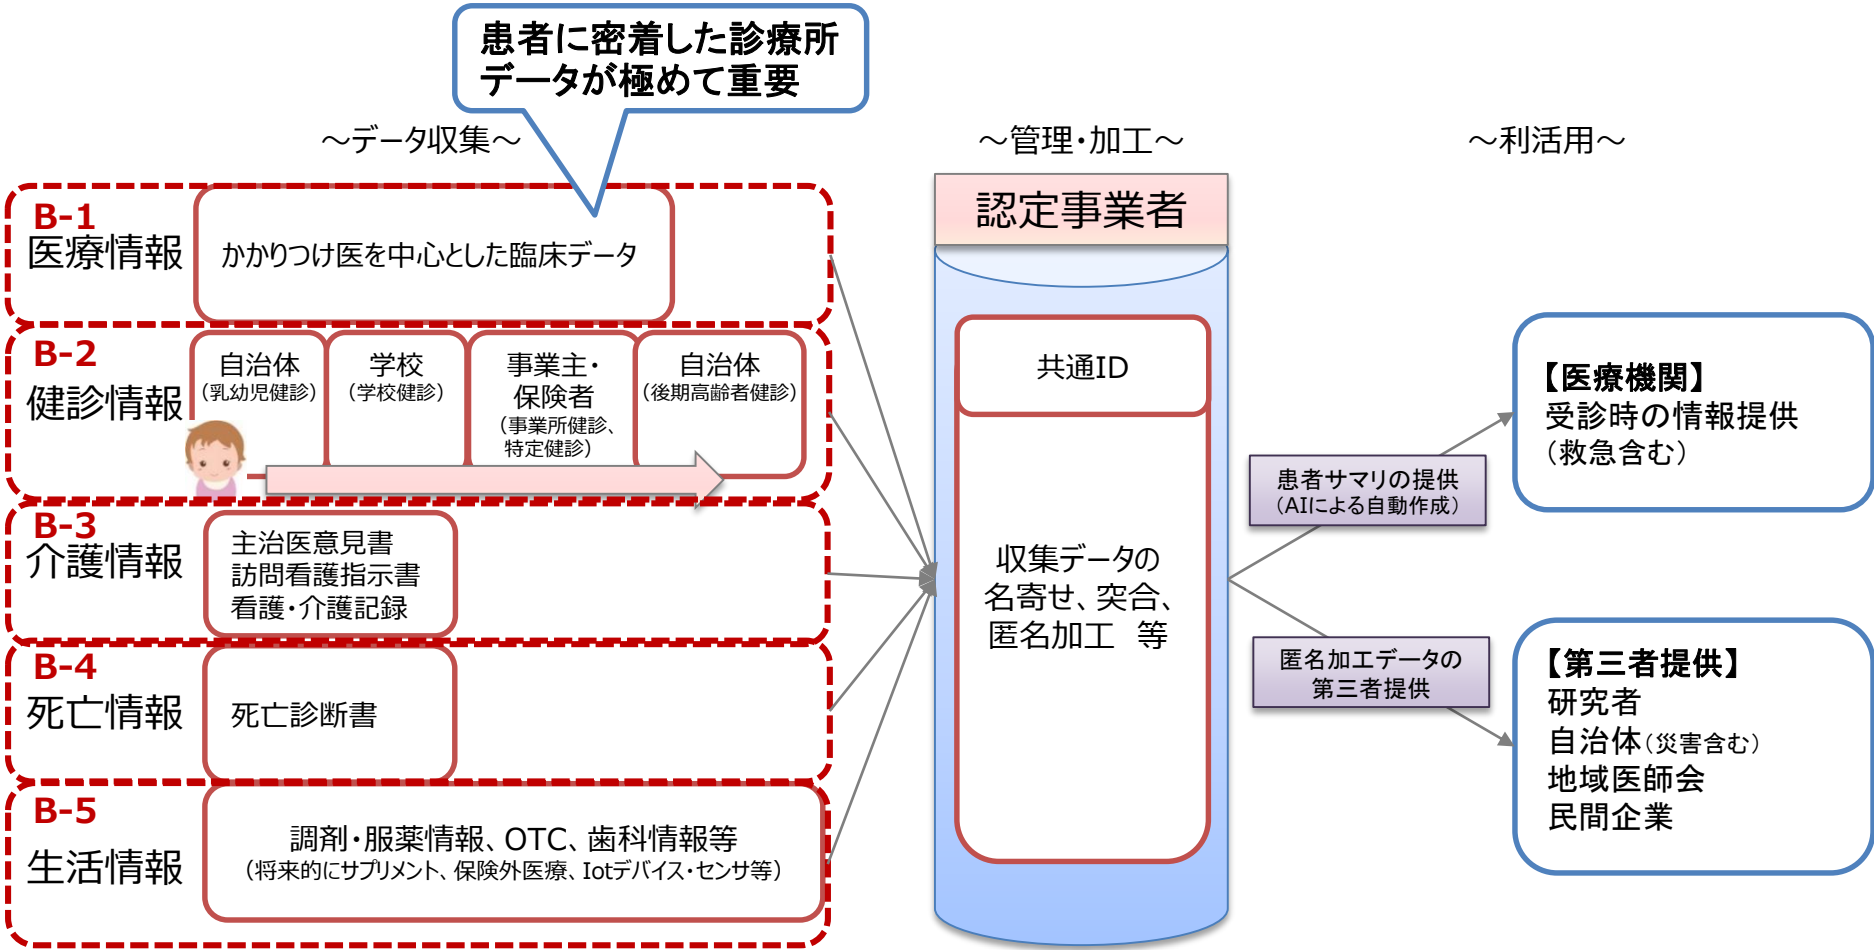 患者に密着した診療所
データが極めて重要
～データ収集～
～管理・加工～
～利活用～
B-1
医療情報
かかりつけ医を中心とした臨床データ
B-2
健診情報
自治体
（乳幼児健診）
学校
（学校健診）
事業主・
保険者
（事業所健診、
特定健診）
自治体
（後期高齢者健診）
B-3
介護情報
主治医意見書
訪問看護指示書
看護・介護記録
B-4
死亡情報
死亡診断書
B-5
生活情報
調剤・服薬情報、OTC、歯科情報等
（将来的にサプリメント、保険外医療、Iotデバイス・センサ等）
認定事業者
共通ID
収集データの
名寄せ、突合、
匿名加工　等
患者サマリの提供
（AIによる自動作成）
匿名加工データの
第三者提供
【医療機関】
受診時の情報提供
（救急含む）
【第三者提供】
研究者
自治体（災害含む）
地域医師会
民間企業